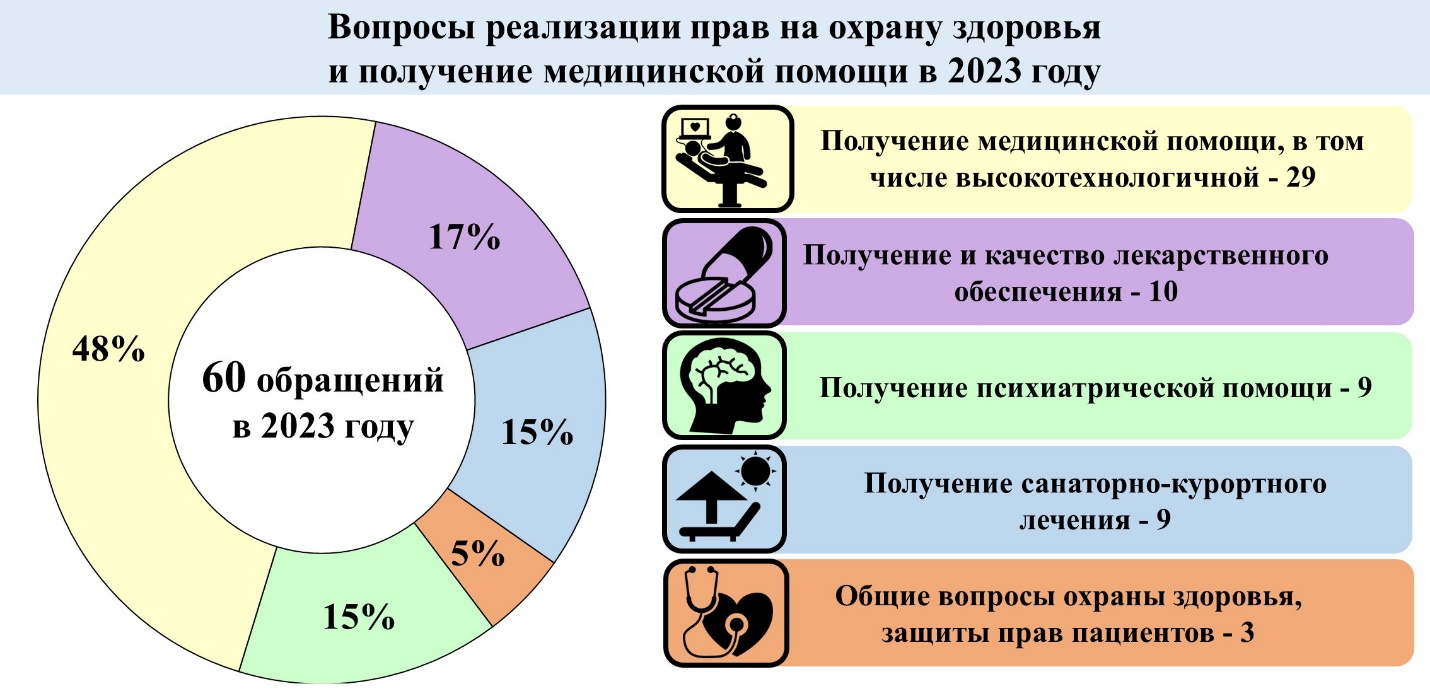 Вопросы реализации прав на охрану здоровья
и получение медицинской помощи в 2023 году
17%
48%
15%
5%
15%
60 обращений
в 2023 году
Получение медицинской помощи, в том
числе высокотехнологичной - 29
Получение и качество лекарственного
обеспечения - 10
Получение психиатрической помощи - 9
Получение санаторно-курортного
лечения - 9
Общие вопросы охраны здоровья,
защиты прав пациентов - 3